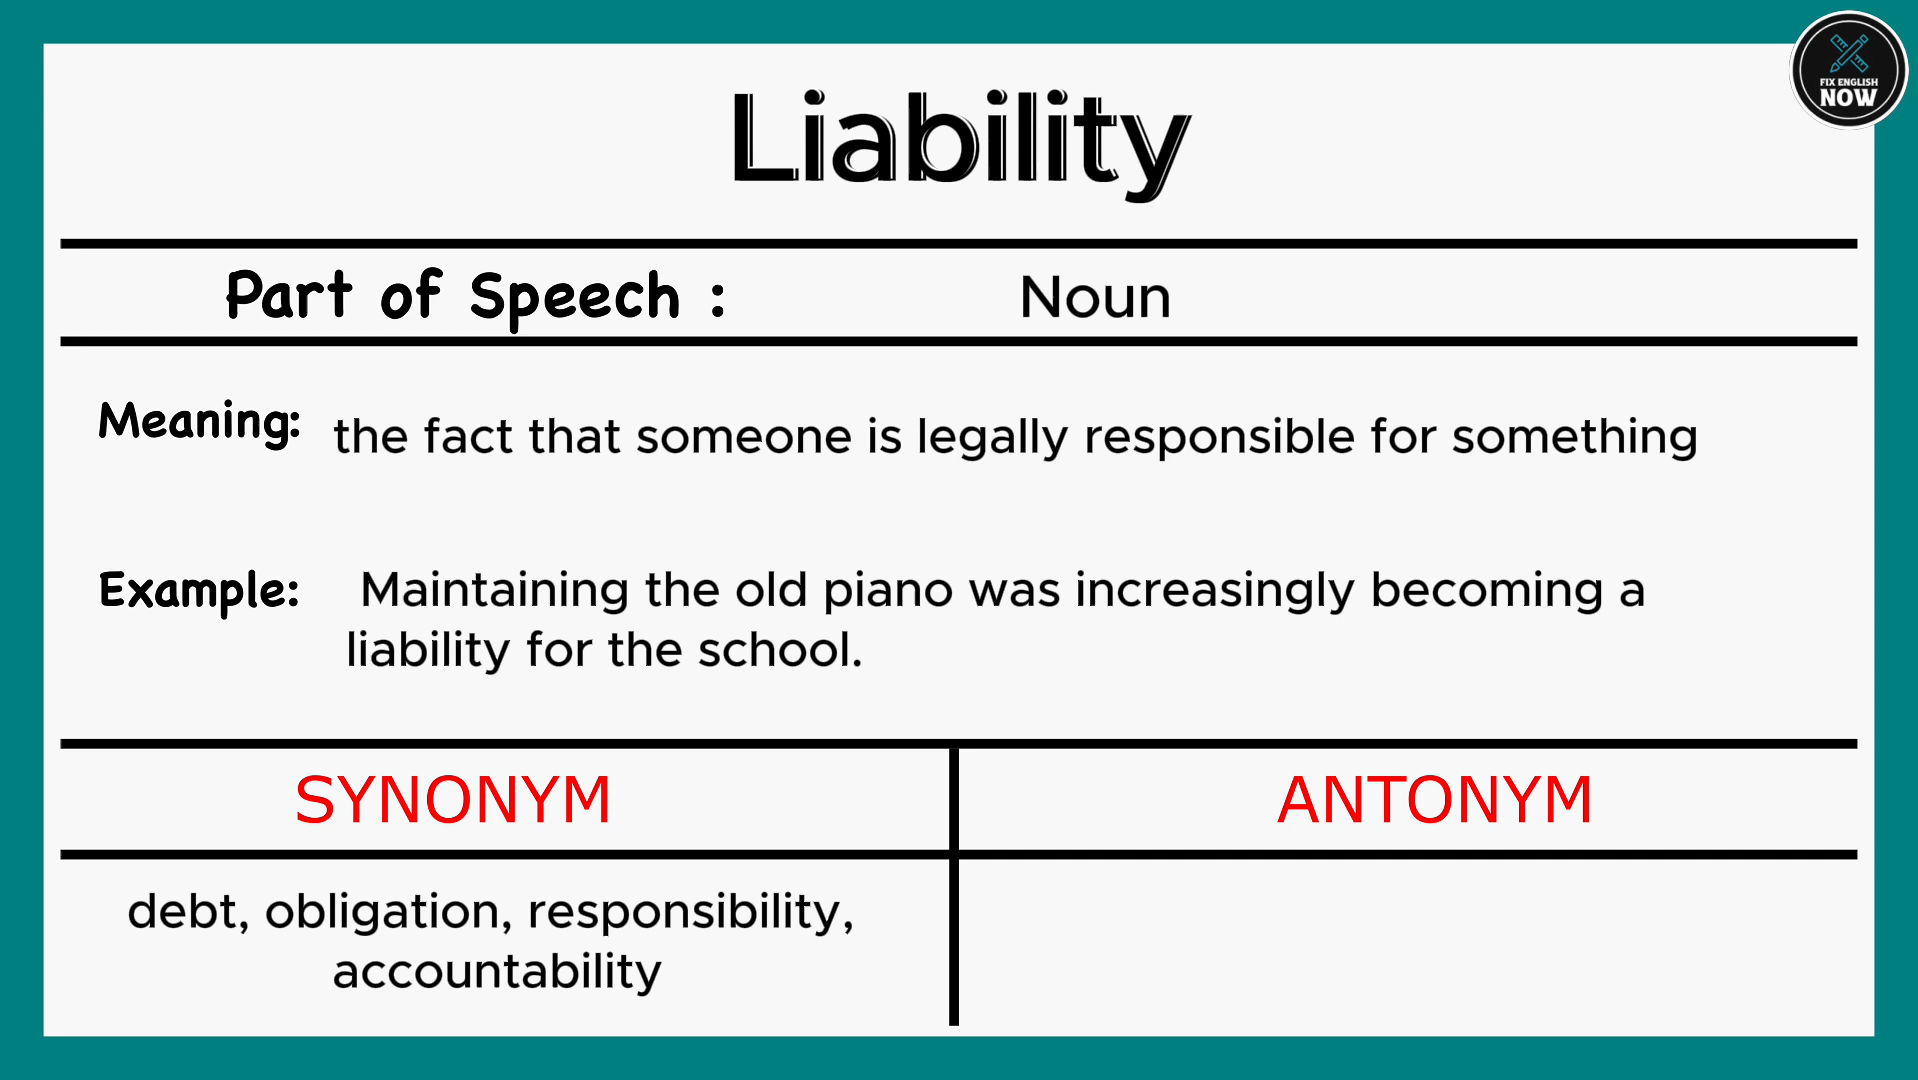 FIX ENGLISH
NOW
Liability
Part of Speech : Noun
Meaning: the fact that someone is legally responsible for something
Example: Maintaining the old piano was increasingly becoming a
liability for the school.
SYNONYM ANTONYM
debt, obligation, responsibility,
accountability